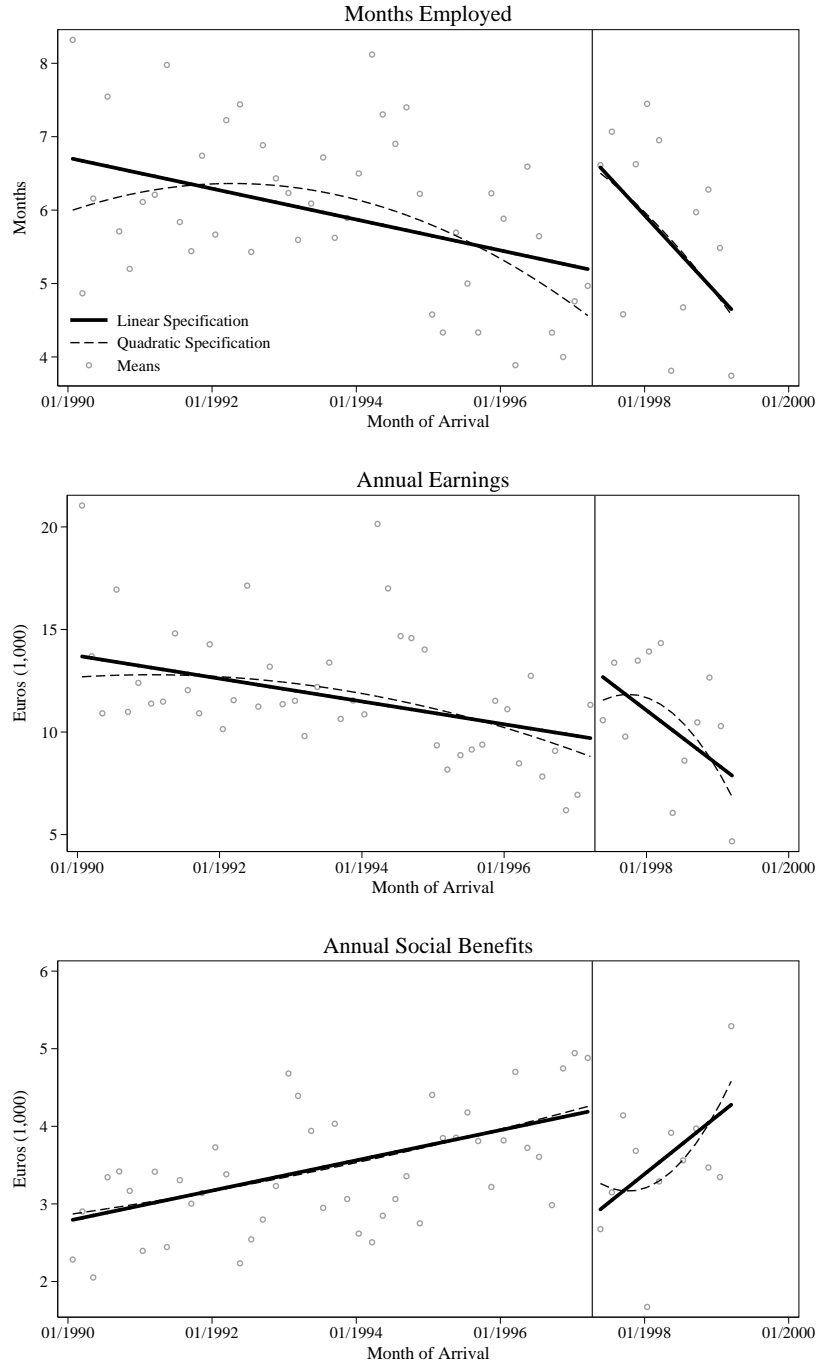 Months Employed
8
7
6
5
4
Months
Linear Specification
Quadratic Specification
Means
01/1990 01/1992 01/1994 01/1996 01/1998 01/2000
Month of Arrival
Annual Earnings
20
15
10
5
Euros (1,000)
01/1990 01/1992 01/1994 01/1996 01/1998 01/2000
Month of Arrival
Annual Social Benefits
6
5
4
3
2
Euros (1,000)
01/1990 01/1992 01/1994 01/1996 01/1998 01/2000
Month of Arrival